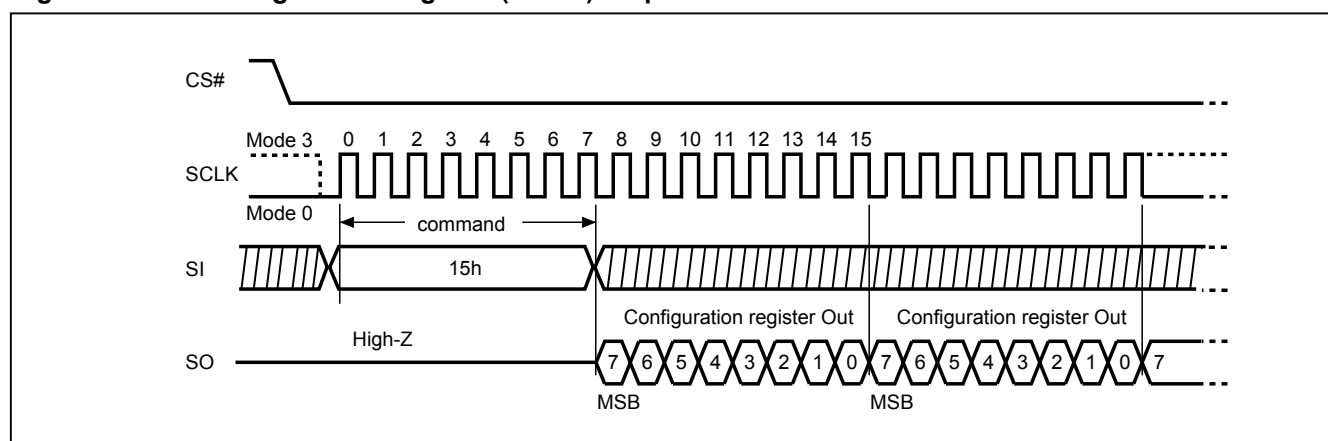 CS#
Mode 3 0 1 2 3 4 5 6 7 8 9 10 11 12 13 14 15
SCLK
Mode 0
command
SI 15h
Configuration register Out Configuration register Out
High-Z
SO 7 6 5 4 3 2 1 0 7 6 5 4 3 2 1 0 7
MSB MSB